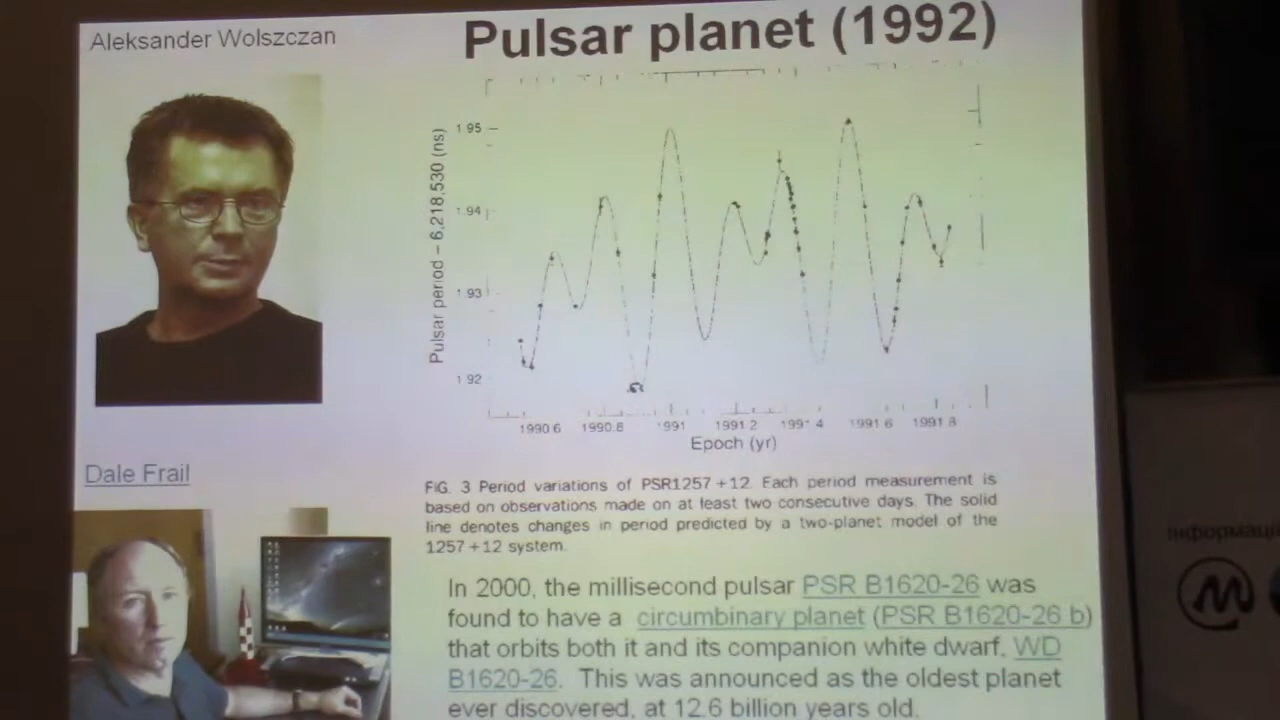 Aleksander Wolszczan
Pulsar planet (1992)
Pulsar period – 6,218,530 (ns)
1 95
1 94
1 93
1 92
1990 6 1990.8 1991 1991 2 1991 4 1991 6 1991 8
Epoch (yr)
Dale Frail
FIG. 3 Period variations of PSR1257 +12. Each period measurement is
based on observations made on at least two consecutive days. The solid
line denotes changes in period predicted by a two-planet model of the
1257 +12 system.
In 2000, the millisecond pulsar PSR B1620-26 was
found to have a circumbinary planet (PSR B1620-26 b)
that orbits both it and its companion white dwarf, WD
B1620-26. This was announced as the oldest planet
ever discovered, at 12.6 billion years old.